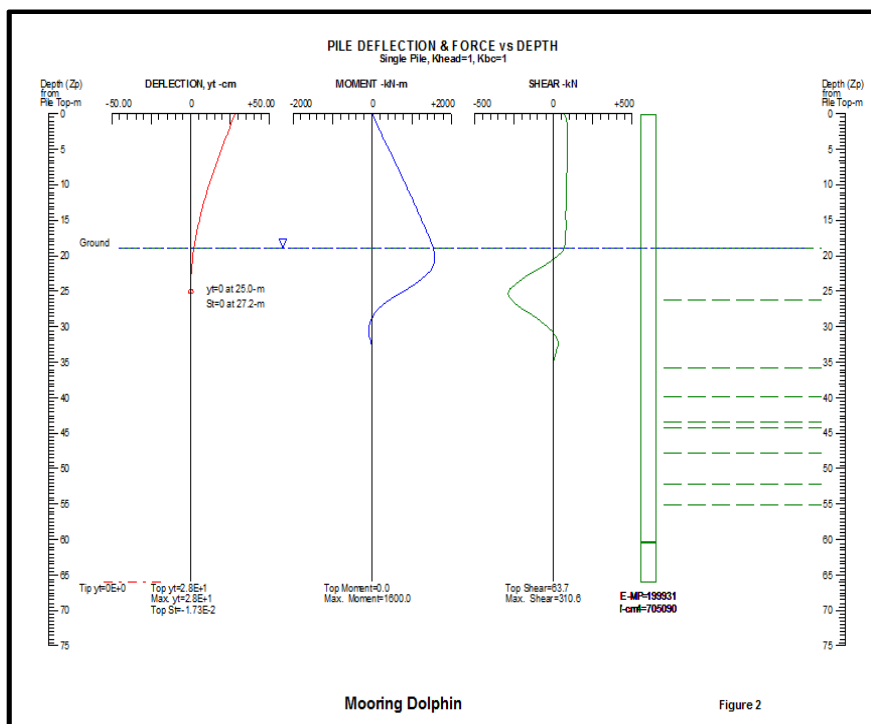 PILE DEFLECTION & FORCE vs DEPTH
Single Pile, Khead=1, Kbc=1
Depth (Zp)
from
Pile Top-m
DEFLECTION, yt -cm
-50.00 0 +50.00
MOMENT -kN-m
-2000 0 +2000
SHEAR -kN
-500 0 +500
Depth (Zp)
from
Pile Top-m
0 0
5 5
10 10
15 15
Ground
20 20
25 25
yt=0 at 25.0-m
St=0 at 27.2-m
30 30
35 35
40 40
45 45
50 50
55 55
60 60
65 65
70 70
75 75
Tip yt=0E+0
Top yt=2.8E+1
Max. yt=2.8E+1
Top St=-1.73E-2
Top Moment=0.0
Max. Moment=1600.0
Top Shear=63.7
Max. Shear=310.6
E-MP=199931
I'-cm4=705090
Mooring Dolphin
Figure 2